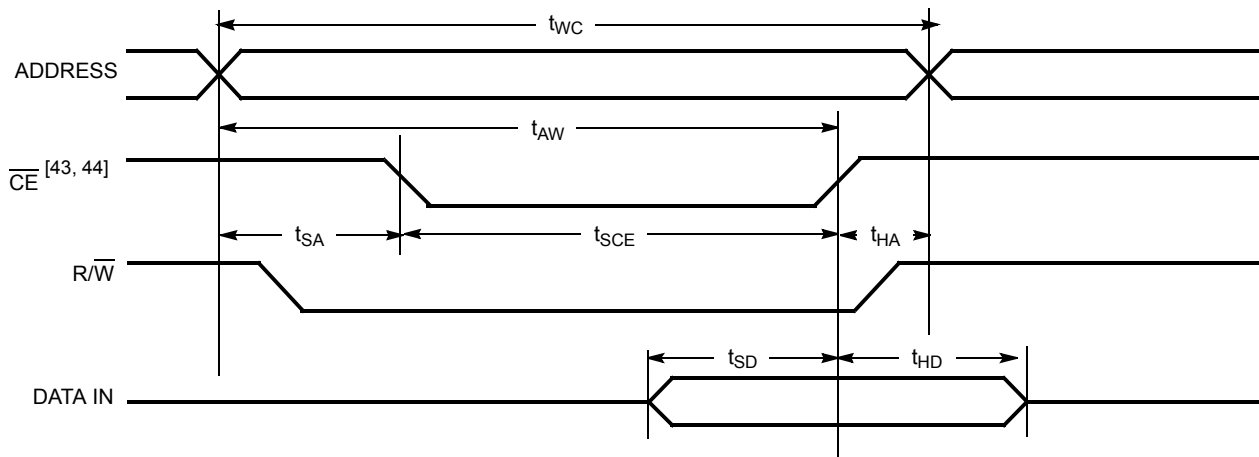 tWC
ADDRESS
tAW
CE [43, 44]
tSA
tSCE
tHA
R/W
tSD
tHD
DATA IN